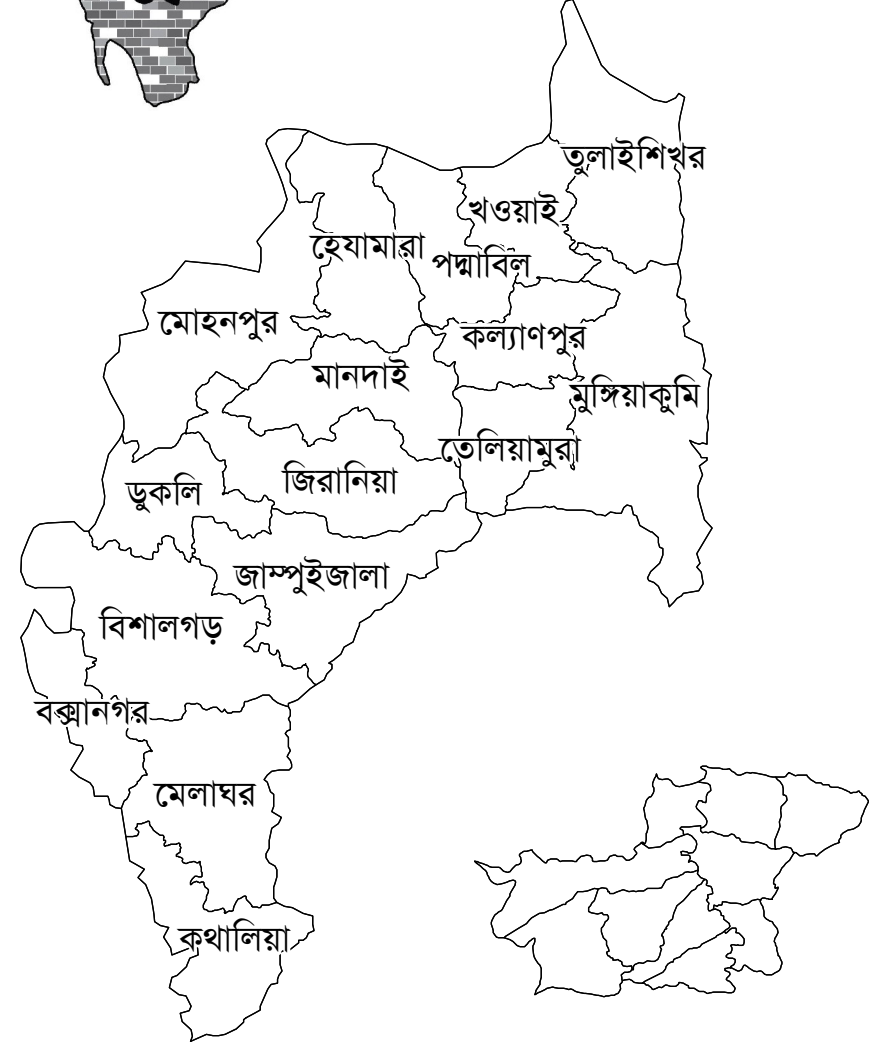 তুলাইশিখর
খওয়াই
হেযামারা
পদ্মাবিল
মোহনপুর
কল্যাণপুর
মানদাই
মুঙ্গিয়াকুমি
তেলিয়ামুরা
জিরানিয়া
ডুকলি
জাম্পুইজালা
বিশালগড়
বক্সানগর
মেলাঘর
কথালিয়া